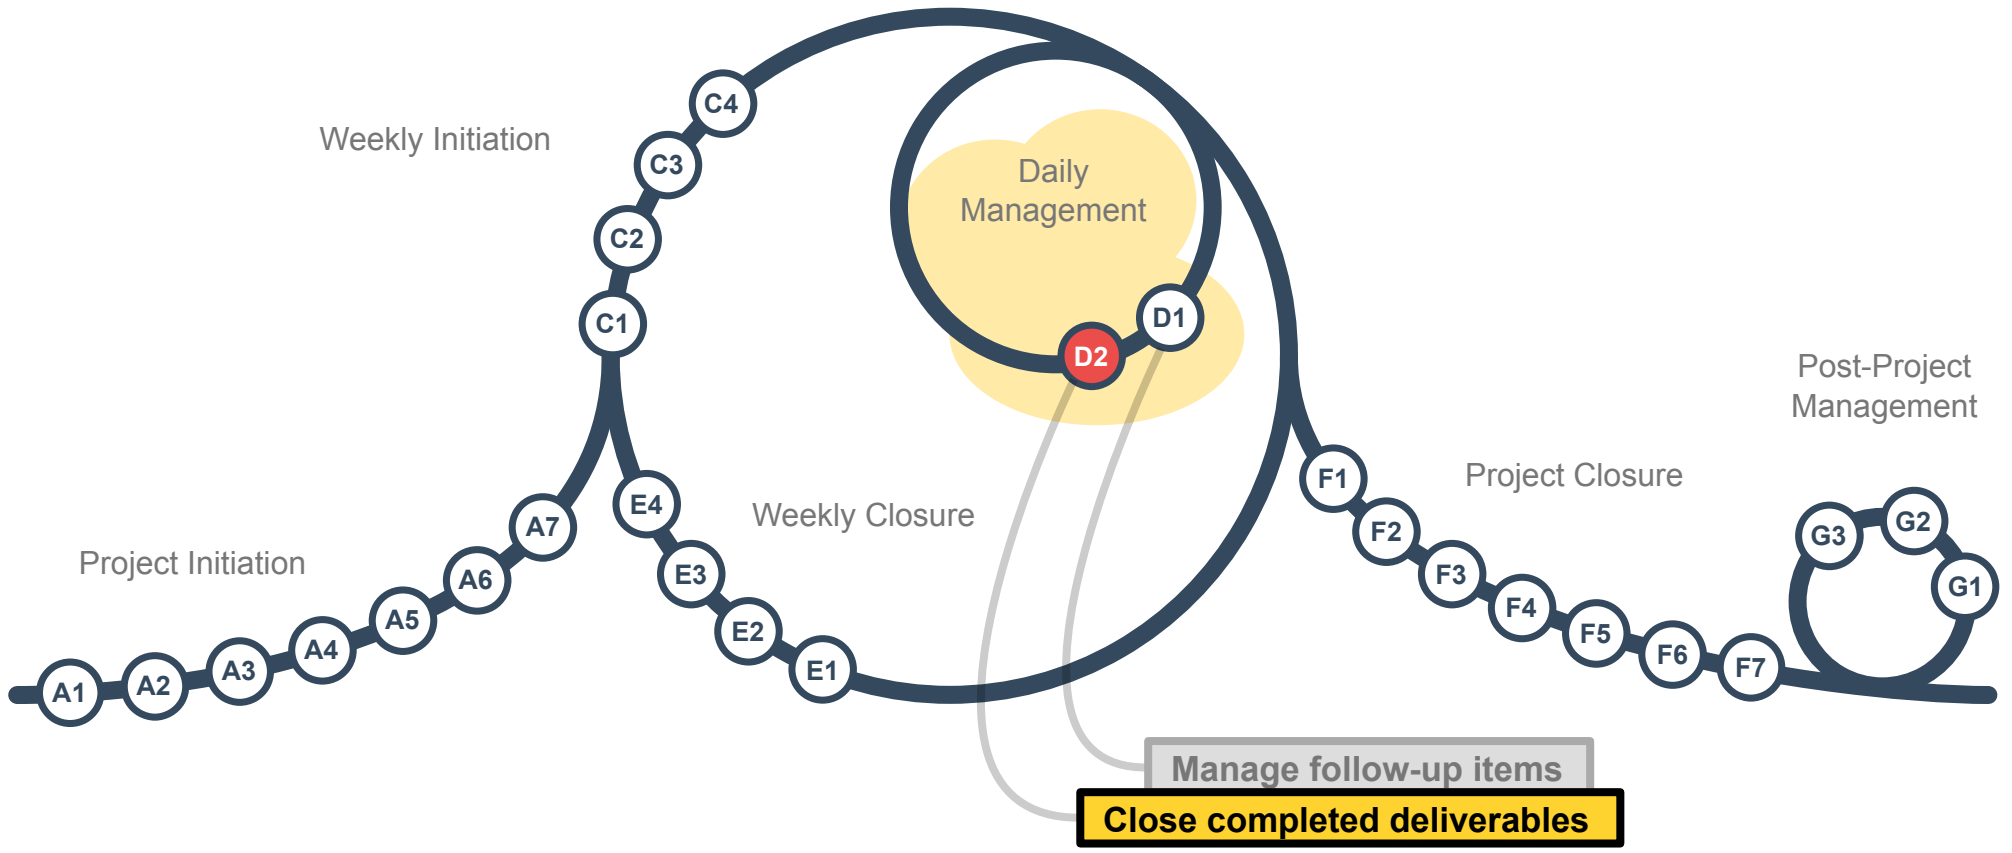 Weekly Initiation
Daily
Management
Post-Project
Management
Project Closure
Weekly Closure
Project Initiation
A1
A2
A3
A4
A5
A6
A7
C1
C2
C3
C4
D1
D2
E1
E2
E3
E4
F1
F2
F3
F4
F5
F6
F7
G1
G2
G3
Manage follow-up items
Close completed deliverables